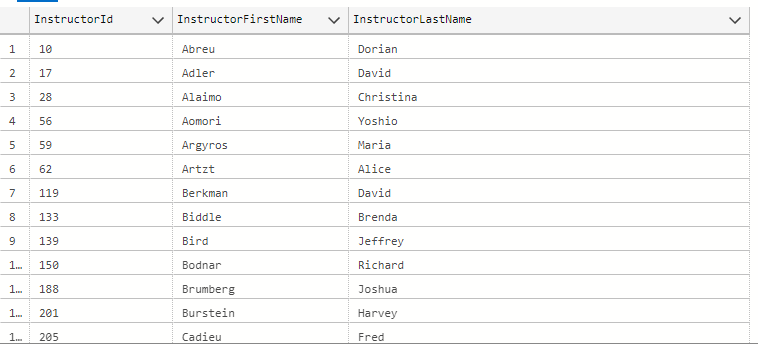 InstructorId InstructorFirstName InstructorLastName
1 10 Abreu Dorian
2 17 Adler David
3 28 Alaimo Christina
4 56 Aomori Yoshio
5 59 Argyros Maria
6 62 Artzt Alice
7 119 Berkman David
8 133 Biddle Brenda
9 139 Bird Jeffrey
1… 150 Bodnar Richard
1… 188 Brumberg Joshua
1… 201 Burstein Harvey
1… 205 Cadieu Fred